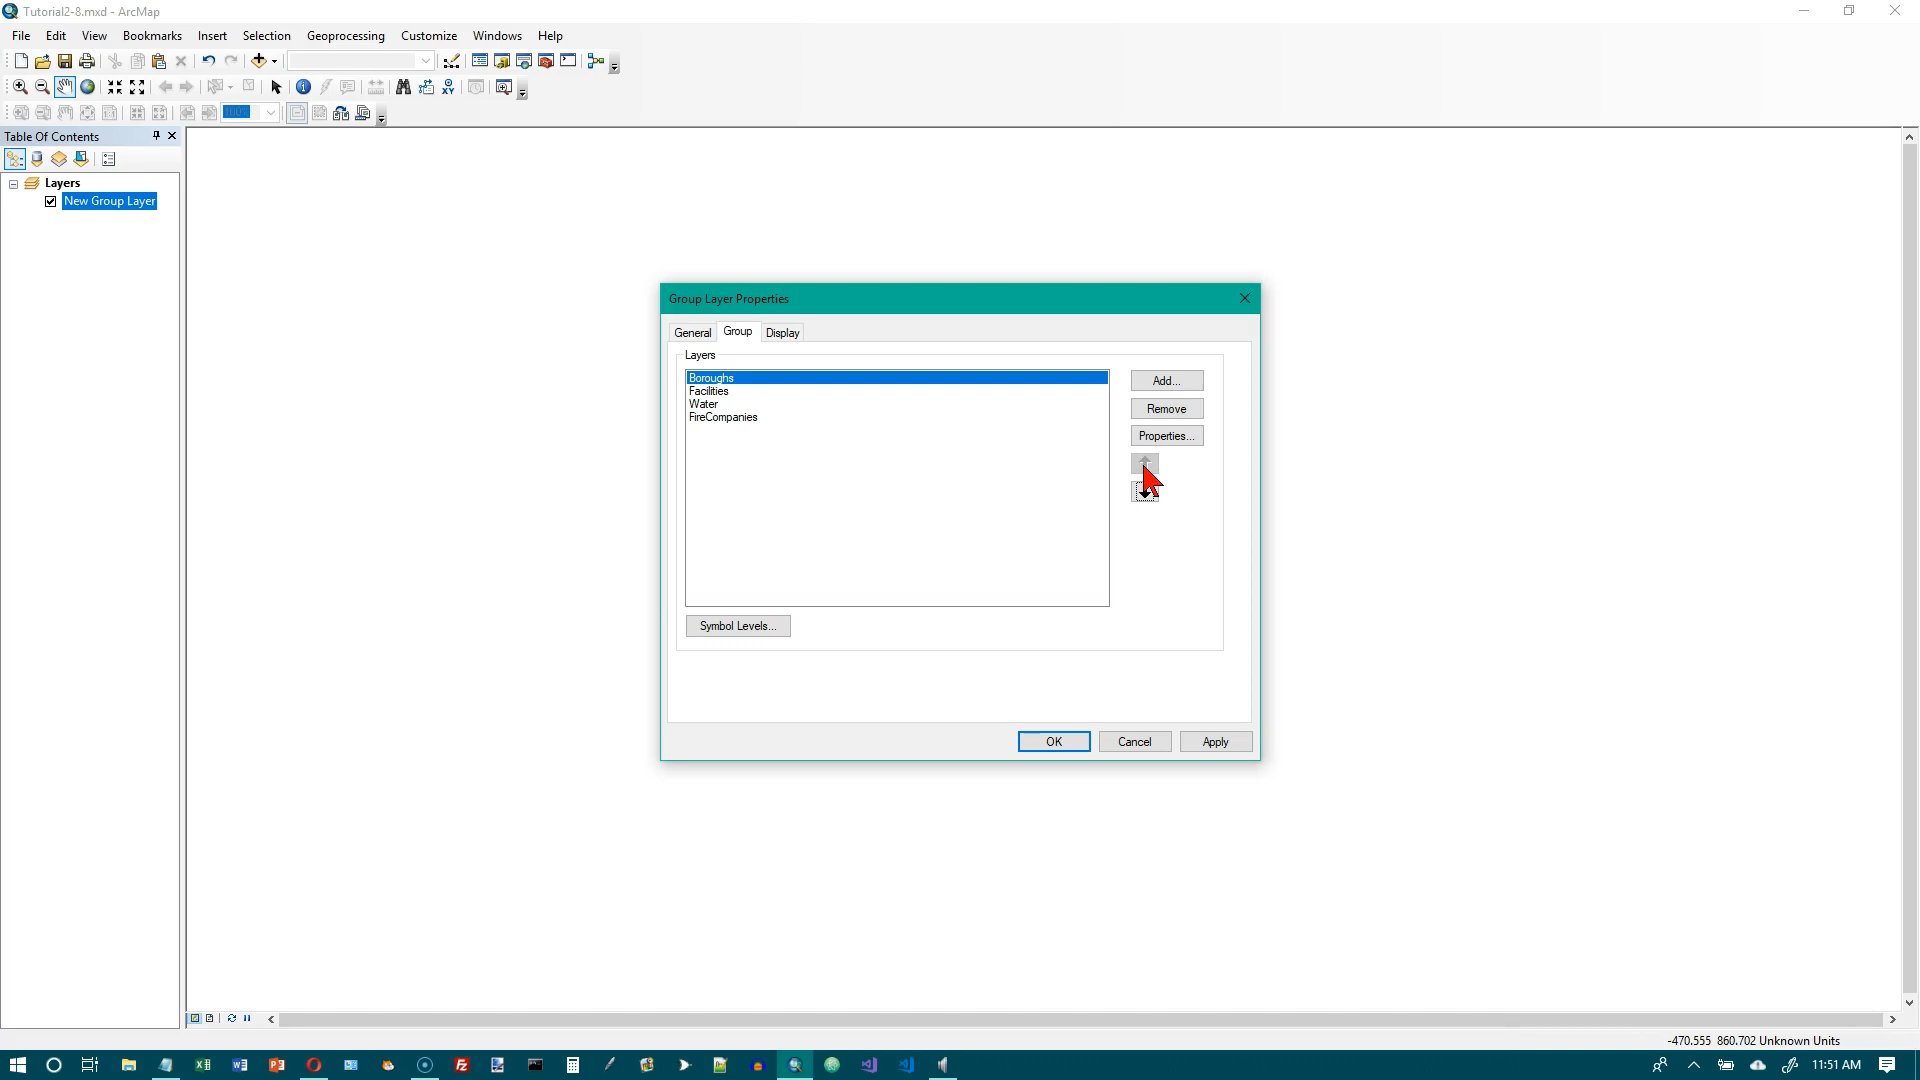 Tutorial2-8.mxd - ArcMap
File Edit View Bookmarks Insert Selection Geoprocessing Customize Windows Help
100%
Table Of Contents
Layers
New Group Layer
Group Layer Properties
General Group Display
Layers
Boroughs
Facilities
Water
FireCompanies
Add...
Remove
Properties...
Symbol Levels...
OK Cancel Apply
-470.555 860.702 Unknown Units
11:51 AM